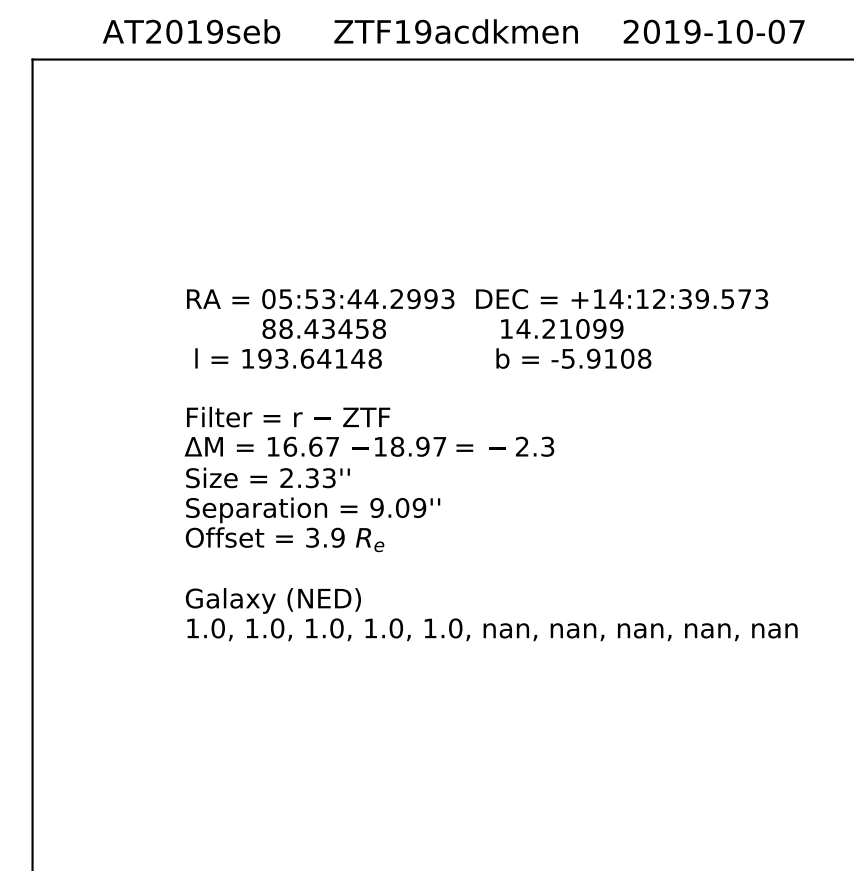 AT2019seb ZTF19acdkmen 2019-10-07
RA = 05:53:44.2993 DEC = +14:12:39.573
88.43458 14.21099
l = 193.64148 b = -5.9108
Filter = r − ZTF
ΔM = 16.67 −18.97 = − 2.3
Size = 2.33''
Separation = 9.09''
Offset = 3.9 Re
Galaxy (NED)
1.0, 1.0, 1.0, 1.0, 1.0, nan, nan, nan, nan, nan